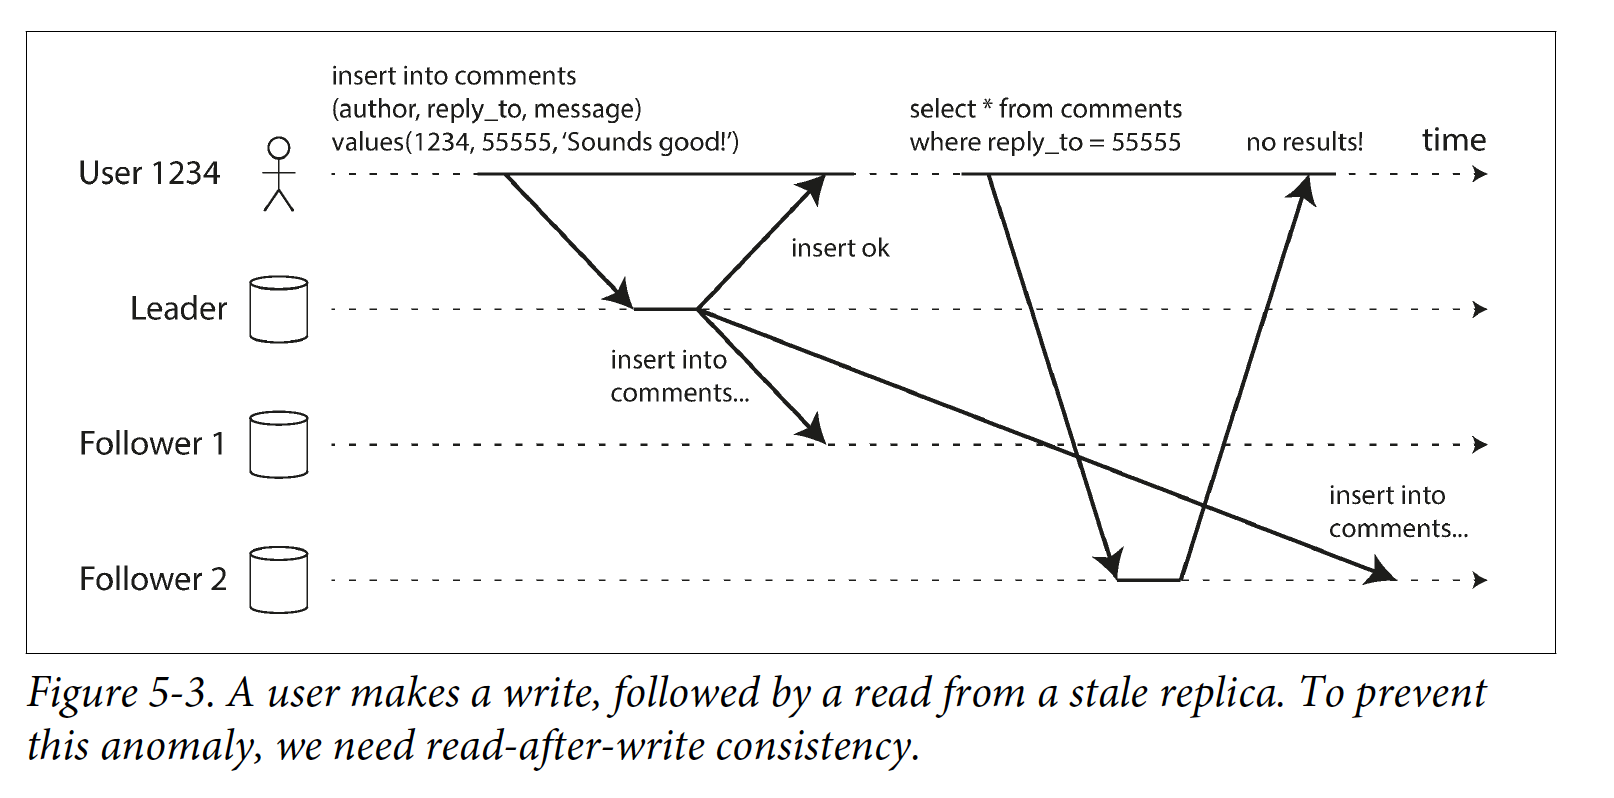 insert into comments
(author, reply_to, message)
values(1234, 55555, ‘Sounds good!’)
select * from comments
where reply_to = 55555
no results!
time
User 1234
insert ok
Leader
insert into
comments...
Follower 1
insert into
comments...
Follower 2
Figure 5-3. A user makes a write, followed by a read from a stale replica. To prevent
this anomaly, we need read-after-write consistency.